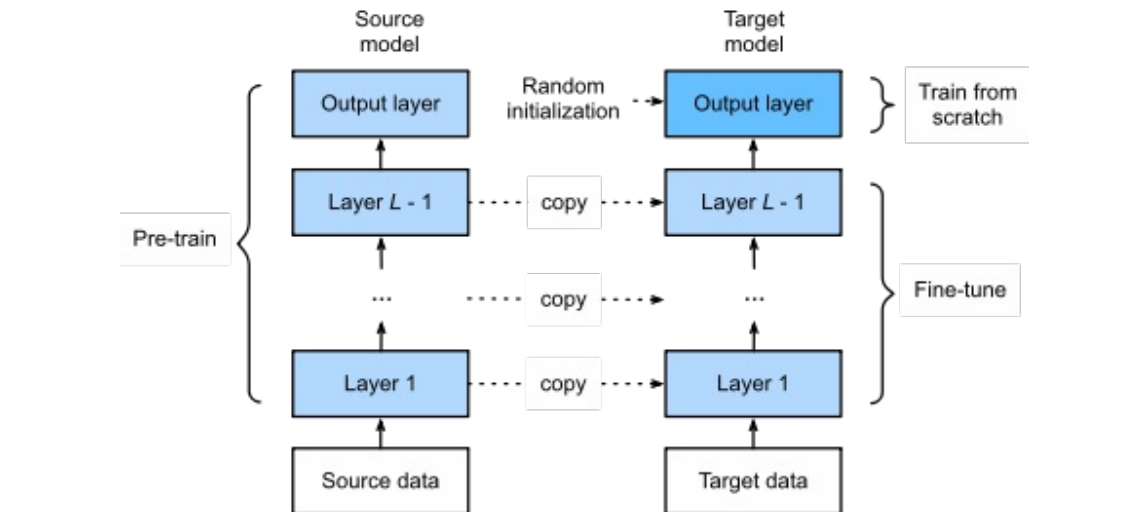 Source
model
Target
model
Output layer
Random
initialization
Output layer
Train from
scratch
Layer L - 1
copy
Layer L - 1
Pre-train
...
copy
...
Fine-tune
Layer 1
copy
Layer 1
Source data
Target data